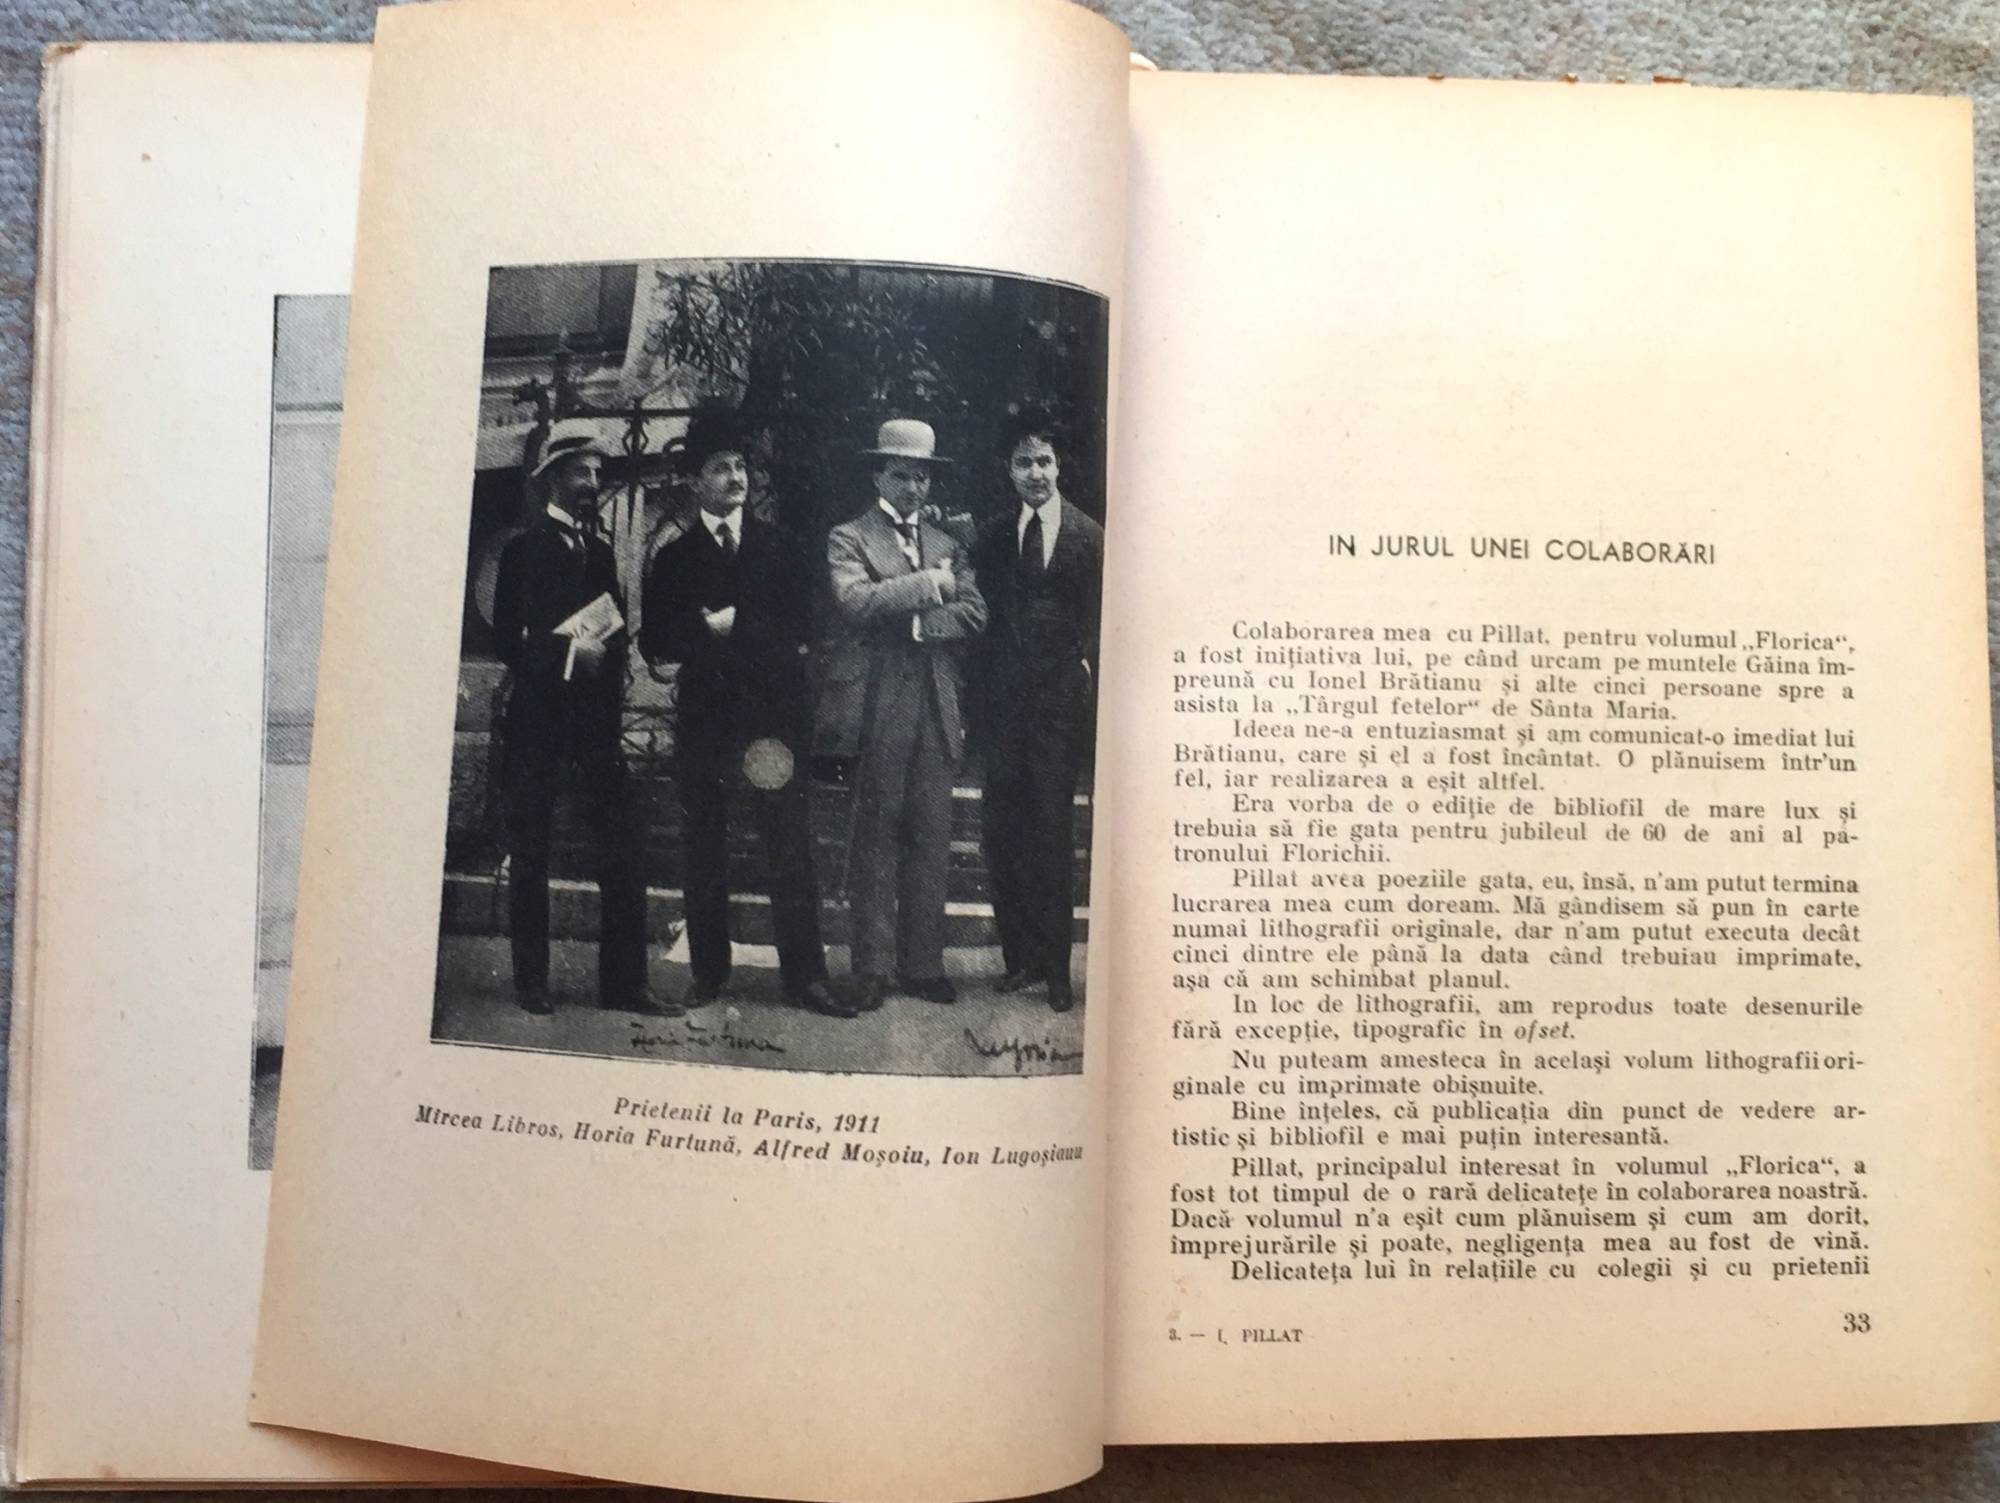 Horia Furtuna
Lugoșianu
Prietenii la Paris, 1911
Mircea Libros, Horia Furtună, Alfred Moșoiu, Ion Lugoșianu
IN JURUL UNEI COLABORĂRI
Colaborarea mea cu Pillat, pentru volumul „Florica“,
a fost inițiativa lui, pe când urcam pe muntele Găina îm-
preună cu Ionel Brătianu și alte cinci persoane spre a
asista la „Târgul fetelor“ de Sânta Maria.
Ideea ne-a entuziasmat și am comunicat-o imediat lui
Brătianu, care și el a fost încântat. O plănuisem într'un
fel, iar realizarea a eșit altfel.
Era vorba de o ediție de bibliofil de mare lux și
trebuia să fie gata pentru jubileul de 60 de ani al pa-
tronului Florichii.
Pillat avea poeziile gata, eu, însă, n'am putut termina
lucrarea mea cum doream. Mă gândisem să pun în carte
numai lithografii originale, dar n'am putut executa decât
cinci dintre ele până la data când trebuiau imprimate,
așa că am schimbat planul.
In loc de lithografii, am reprodus toate desenurile
fără excepție, tipografic în ofset.
Nu puteam amesteca în același volum lithografii ori-
ginale cu imprimate obișnuite.
Bine înțeles, că publicația din punct de vedere ar-
tistic și bibliofil e mai puțin interesantă.
Pillat, principalul interesat în volumul „Florica“, a
fost tot timpul de o rară delicatețe în colaborarea noastră.
Dacă volumul n'a eșit cum plănuisem și cum am dorit,
împrejurările și poate, negligența mea au fost de vină.
Delicatețа lui în relațiile cu colegii și cu prietenii
3. — I. PILLAT
33